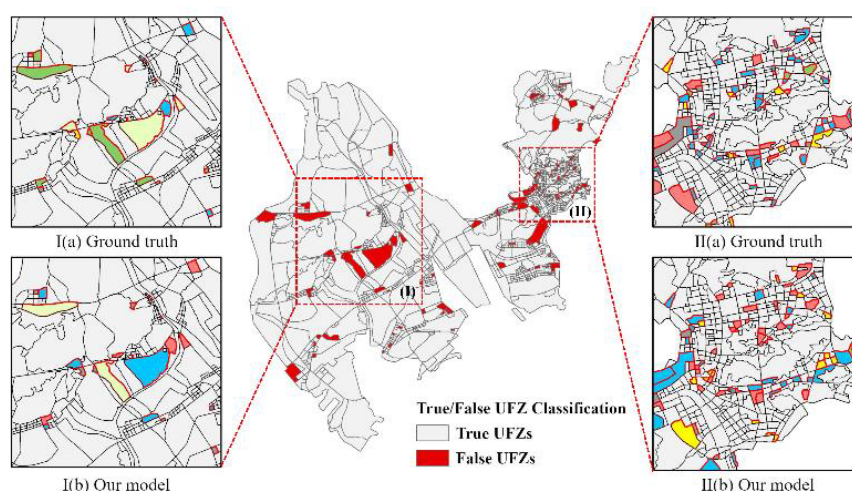 I(a) Ground truth
II(a) Ground truth
(II)
(I)
True/False UFZ Classification
True UFZs
False UFZs
I(b) Our model
II(b) Our model